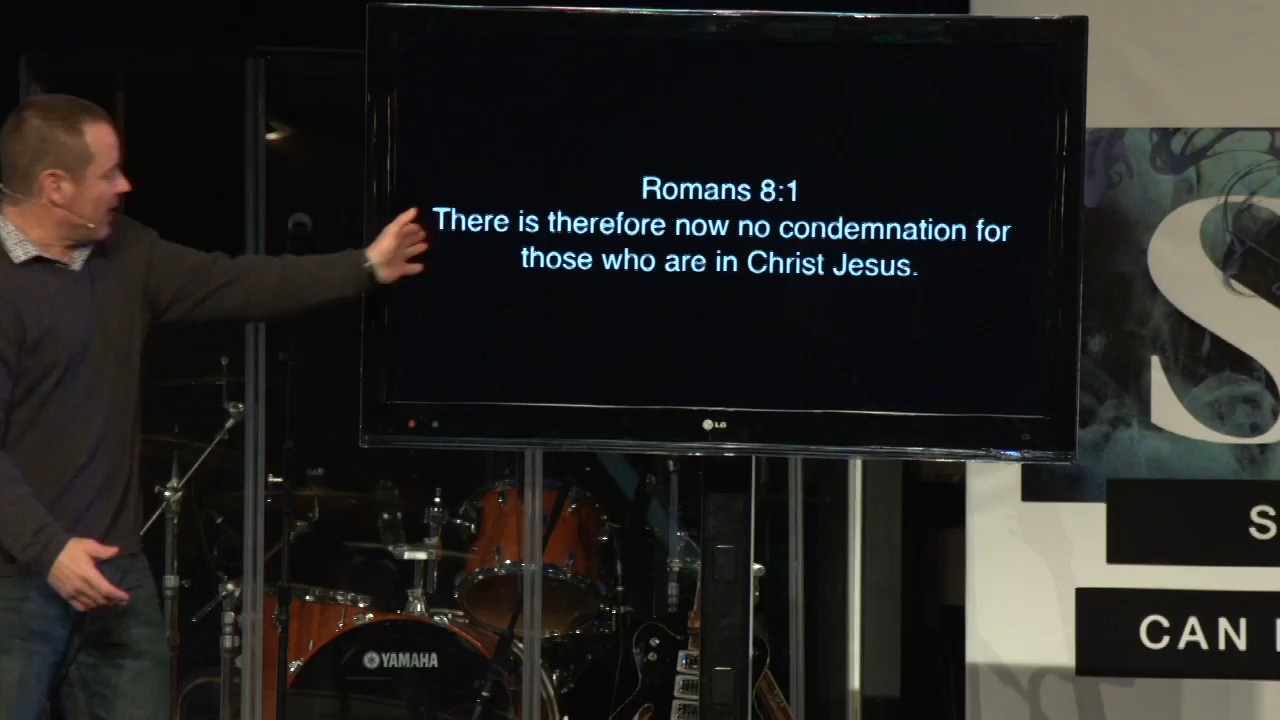 Romans 8:1
There is therefore now no condemnation for
those who are in Christ Jesus.
LG
YAMAHA
S
S
CAN